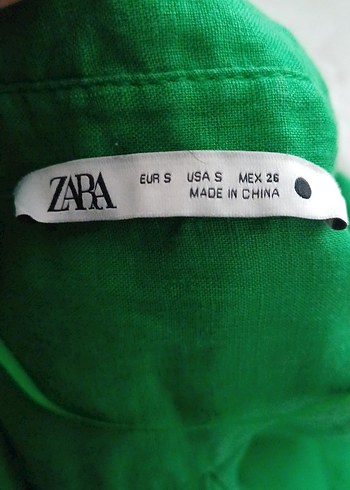 ZARA
EUR S USA S MEX 26
MADE IN CHINA